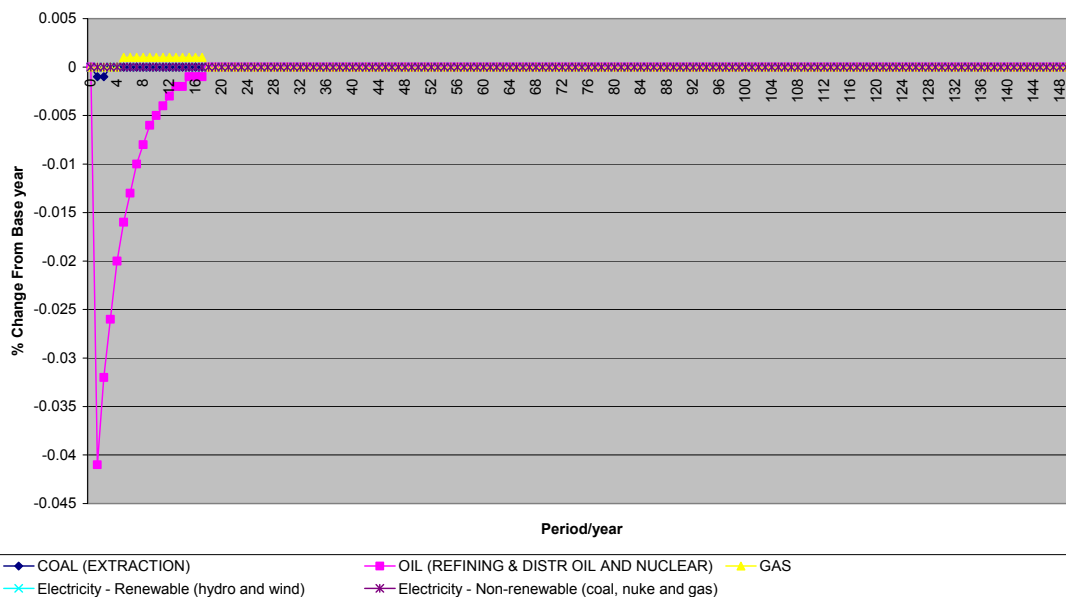 0.005
0
-0.005
-0.01
-0.015
-0.02
-0.025
-0.03
-0.035
-0.04
-0.045
% Change From Base year
0 4 8 12 16 20 24 28 32 36 40 44 48 52 56 60 64 68 72 76 80 84 88 92 96 100 104 108 112 116 120 124 128 132 136 140 144 148
Period/year
COAL (EXTRACTION) OIL (REFINING & DISTR OIL AND NUCLEAR) GAS
Electricity - Renewable (hydro and wind) Electricity - Non-renewable (coal, nuke and gas)